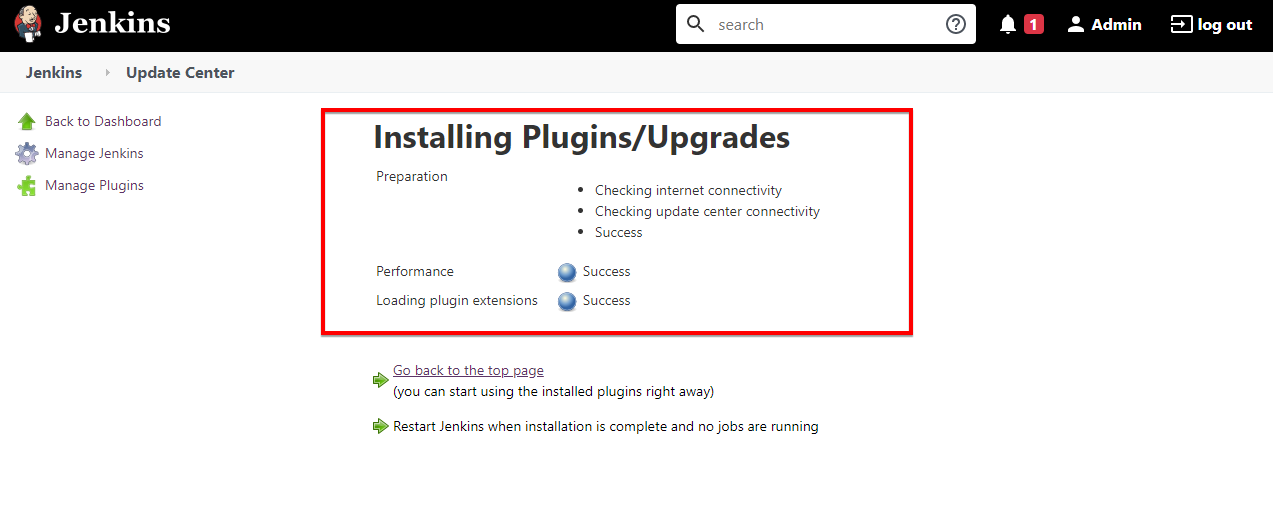 Jenkins
search
1
Admin
log out
Jenkins
Update Center
Back to Dashboard
Manage Jenkins
Manage Plugins
Installing Plugins/Upgrades
Preparation
Checking internet connectivity
Checking update center connectivity
Success
Performance Success
Loading plugin extensions Success
Go back to the top page
(you can start using the installed plugins right away)
Restart Jenkins when installation is complete and no jobs are running